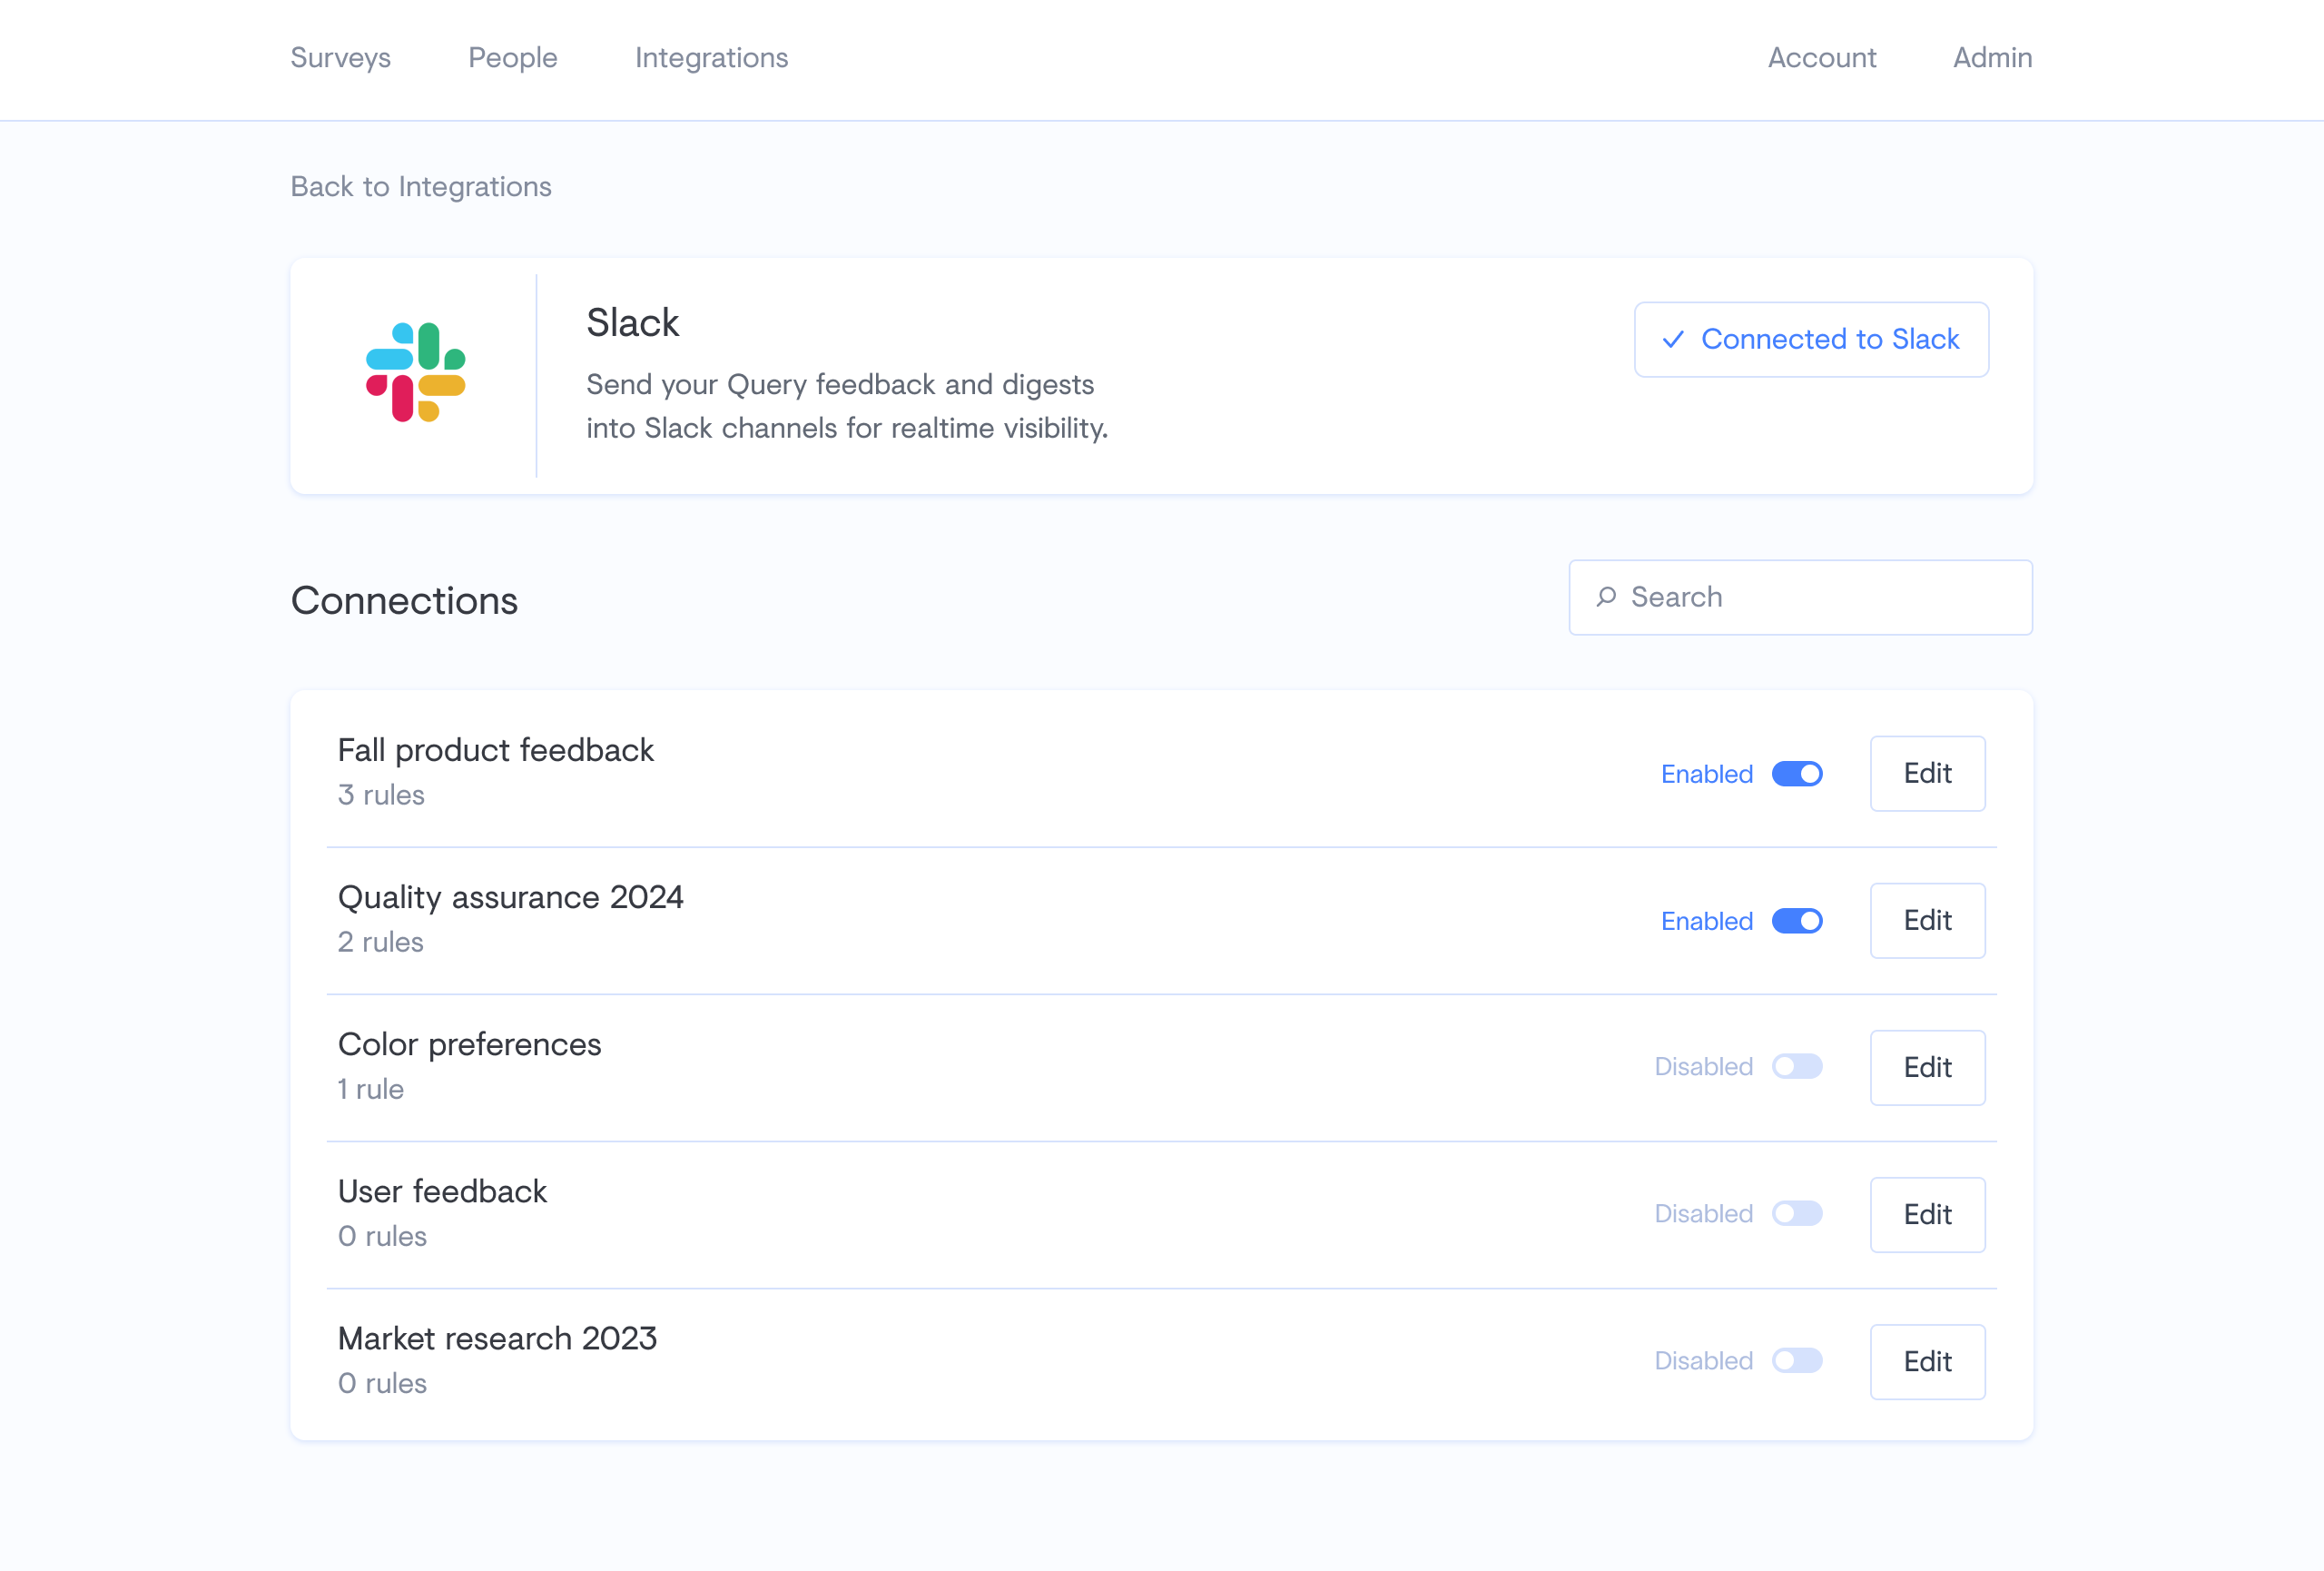 Surveys People Integrations Account Admin
Back to Integrations
Slack
Send your Query feedback and digests
into Slack channels for realtime visibility.
Connected to Slack
Connections
Search
Fall product feedback
3 rules
Enabled
Edit
Quality assurance 2024
2 rules
Enabled
Edit
Color preferences
1 rule
Disabled
Edit
User feedback
0 rules
Disabled
Edit
Market research 2023
0 rules
Disabled
Edit